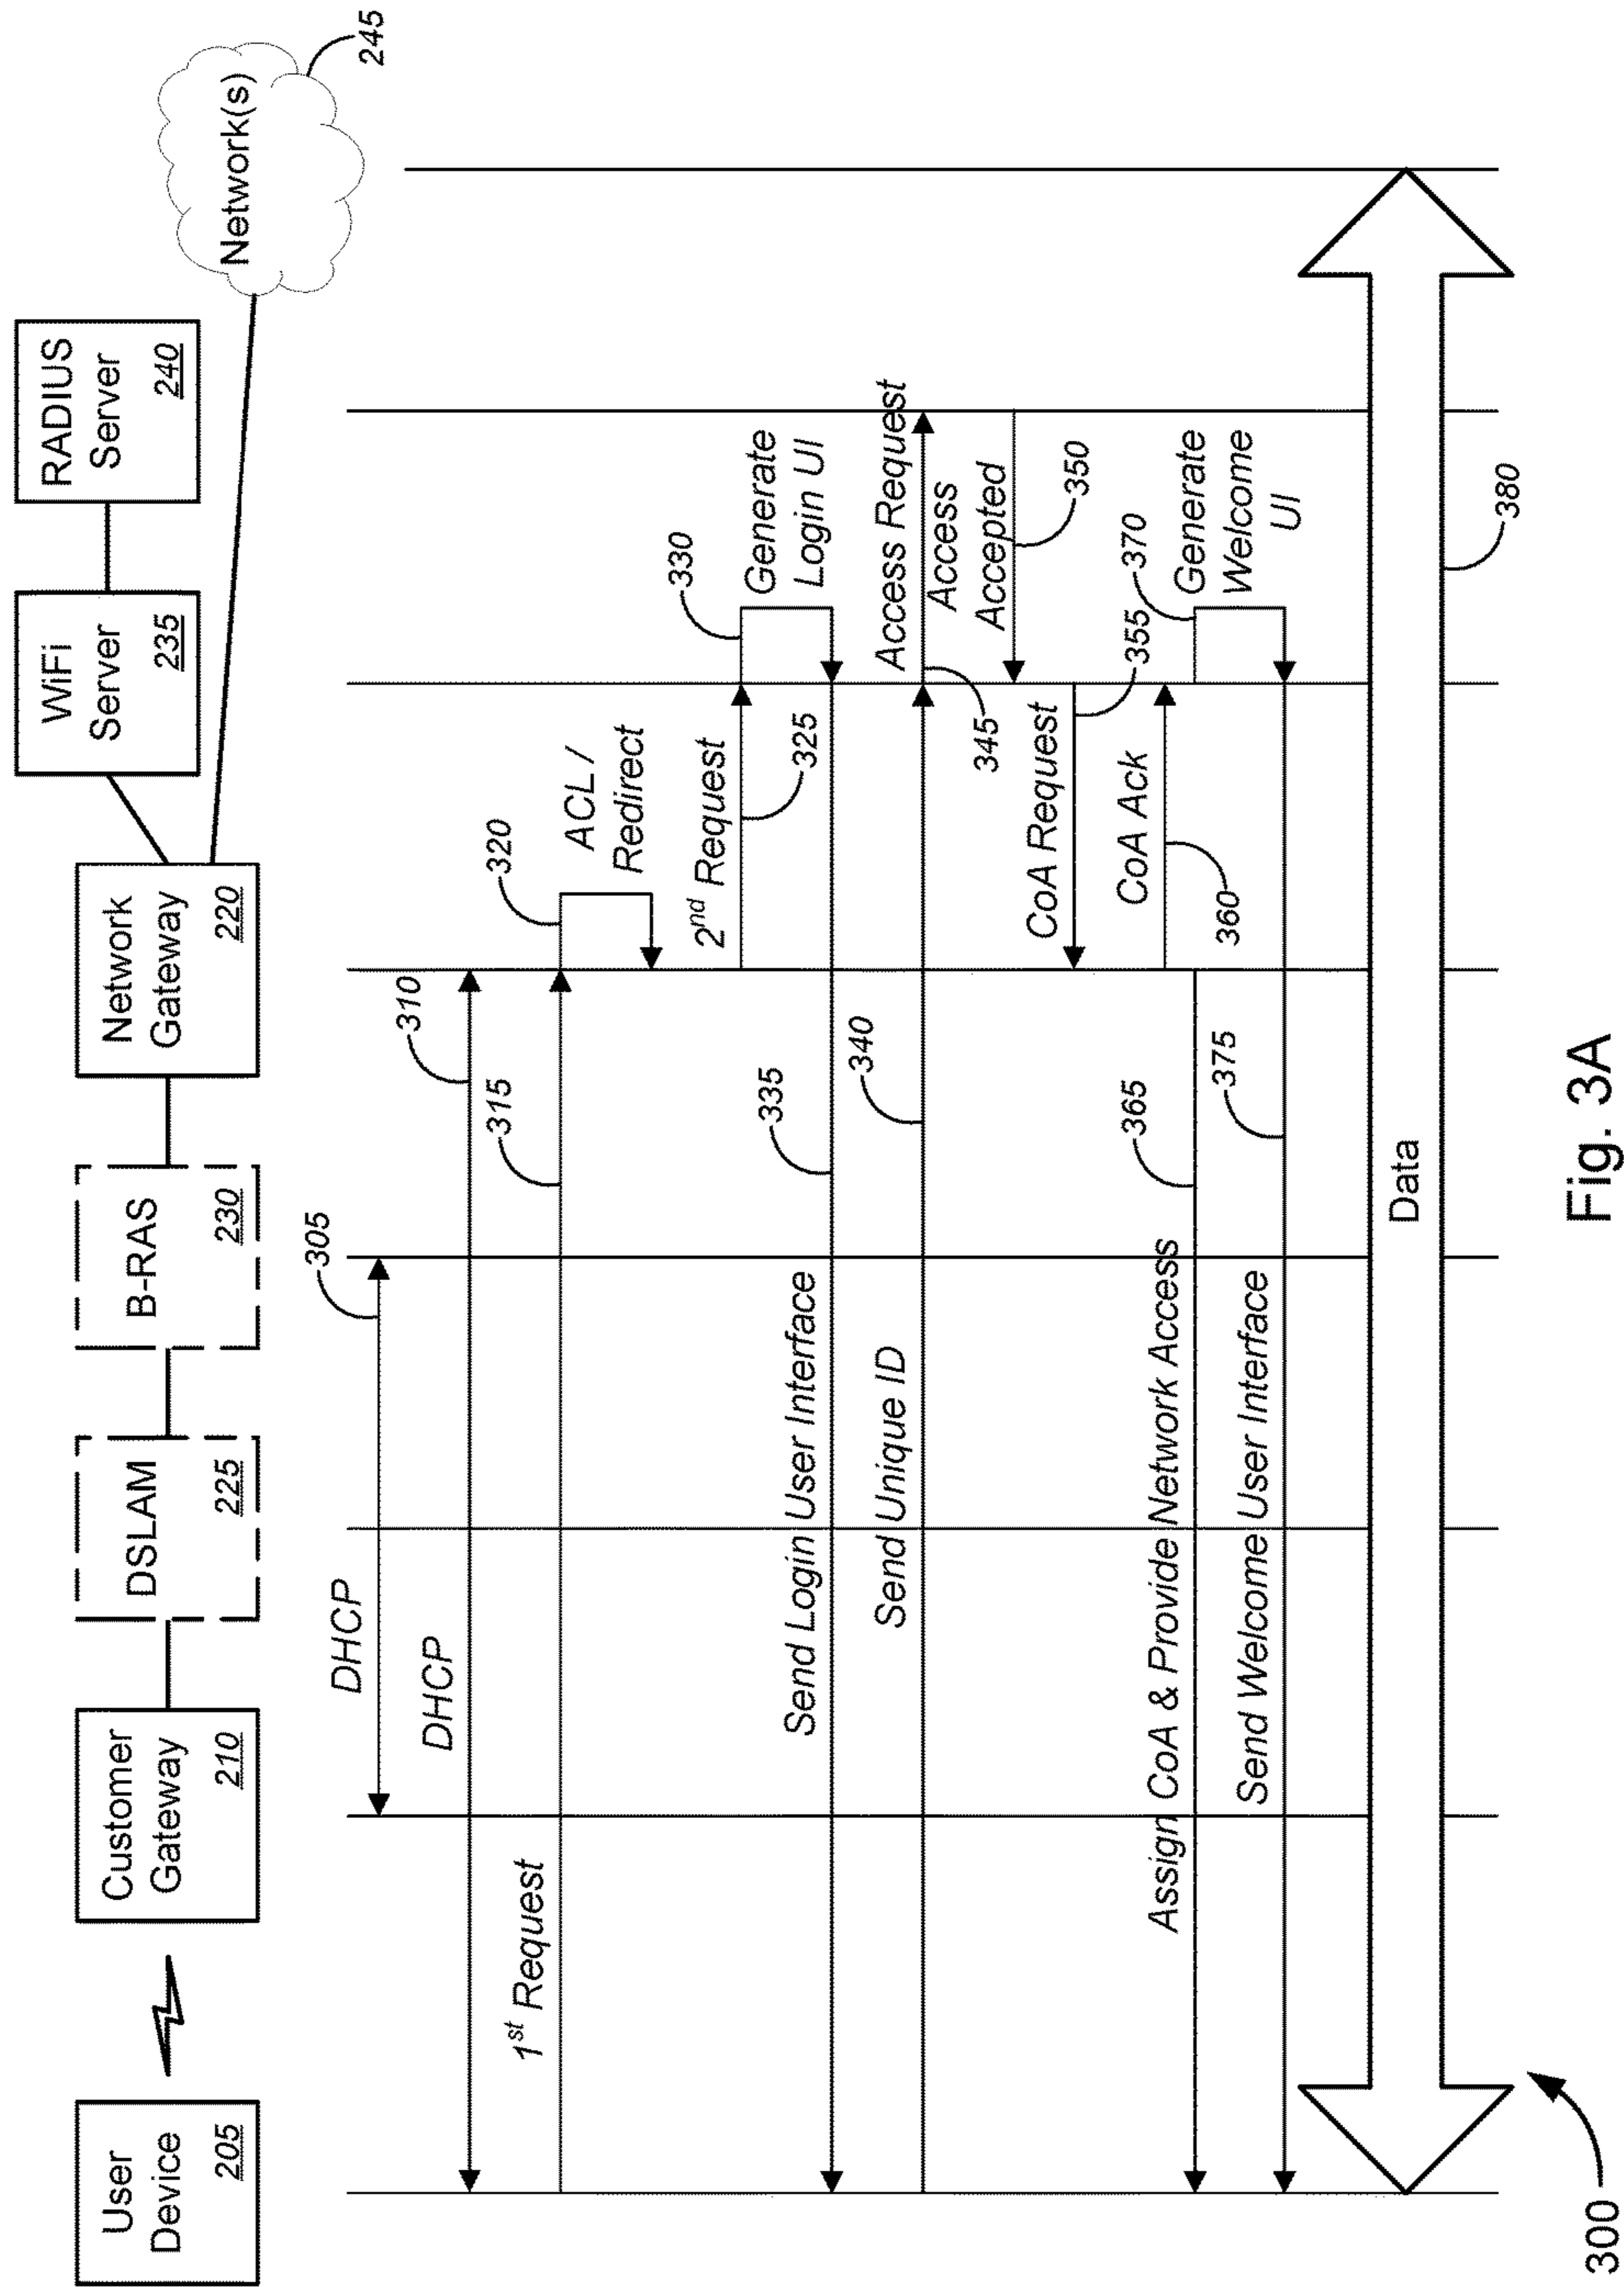 User
Device
205
Customer
Gateway
210
DSLAM
225
B-RAS
230
Network
Gateway
220
WiFi
Server
235
RADIUS
Server
240
Network(s)
245
DHCP
305
DHCP
310
1st Request
315
320
ACL /
Redirect
2nd Request
325
330
Generate
Login UI
Send Login User Interface
335
Send Unique ID
340
345
Access Request
Access
Accepted
350
CoA Request
355
CoA Ack
360
Assign CoA & Provide Network Access
365
370
Generate
Welcome
UI
Send Welcome User Interface
375
Data
380
300
Fig. 3A